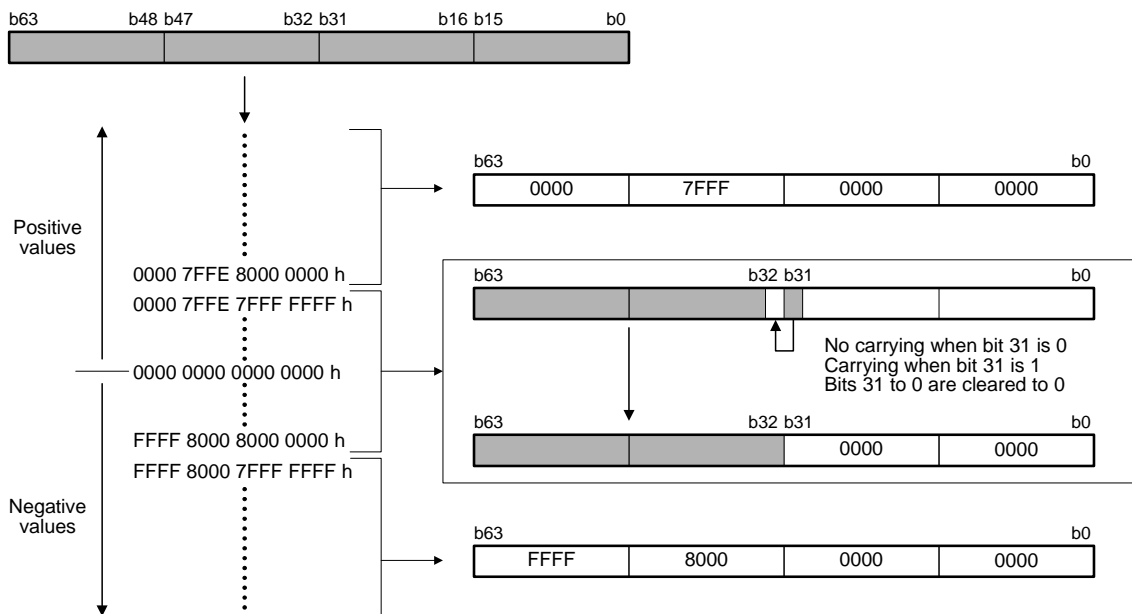 b63 b48 b47 b32 b31 b16 b15 b0
b63 b0
0000 7FFF 0000 0000
Positive
values
0000 7FFE 8000 0000 h
0000 7FFE 7FFF FFFF h
b63 b32 b31 b0
No carrying when bit 31 is 0
Carrying when bit 31 is 1
Bits 31 to 0 are cleared to 0
0000 0000 0000 0000 h
FFFF 8000 8000 0000 h
FFFF 8000 7FFF FFFF h
b63 b32 b31 b0
0000 0000
Negative
values
b63 b0
FFFF 8000 0000 0000